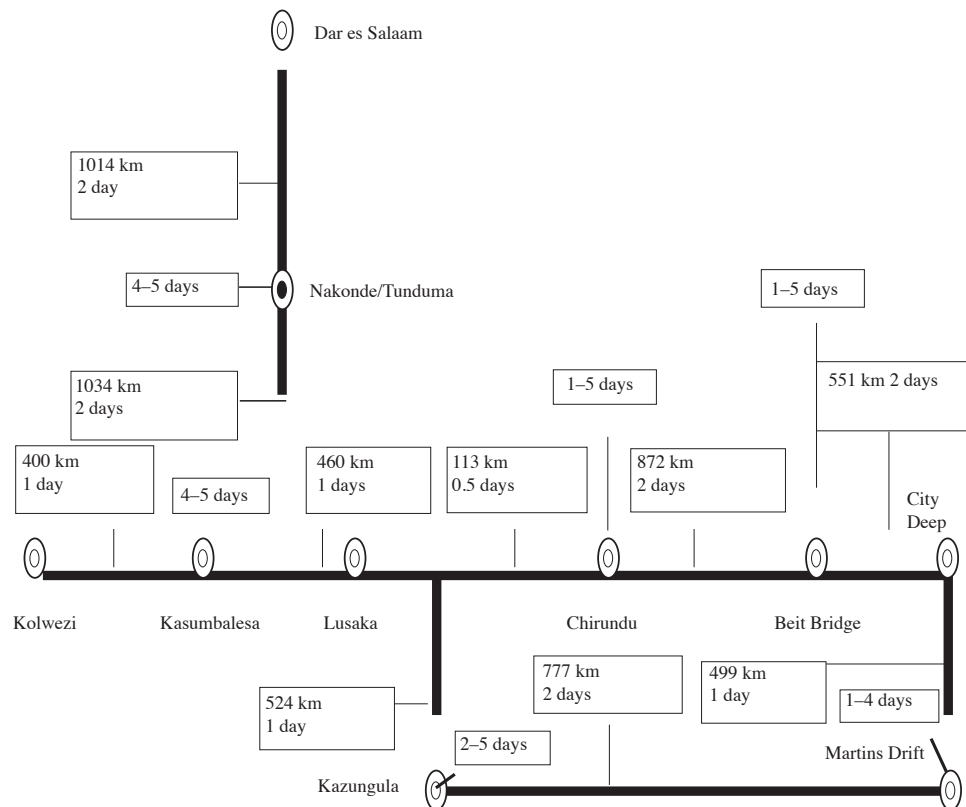 Dar es Salaam
1014 km
2 day
4–5 days
Nakonde/Tunduma
1–5 days
1034 km
2 days
1–5 days
551 km 2 days
400 km
1 day
4–5 days
460 km
1 days
113 km
0.5 days
872 km
2 days
City
Deep
Kolwezi
Kasumbalesa
Lusaka
Chirundu
Beit Bridge
524 km
1 day
777 km
2 days
499 km
1 day
1–4 days
2–5 days
Kazungula
Martins Drift